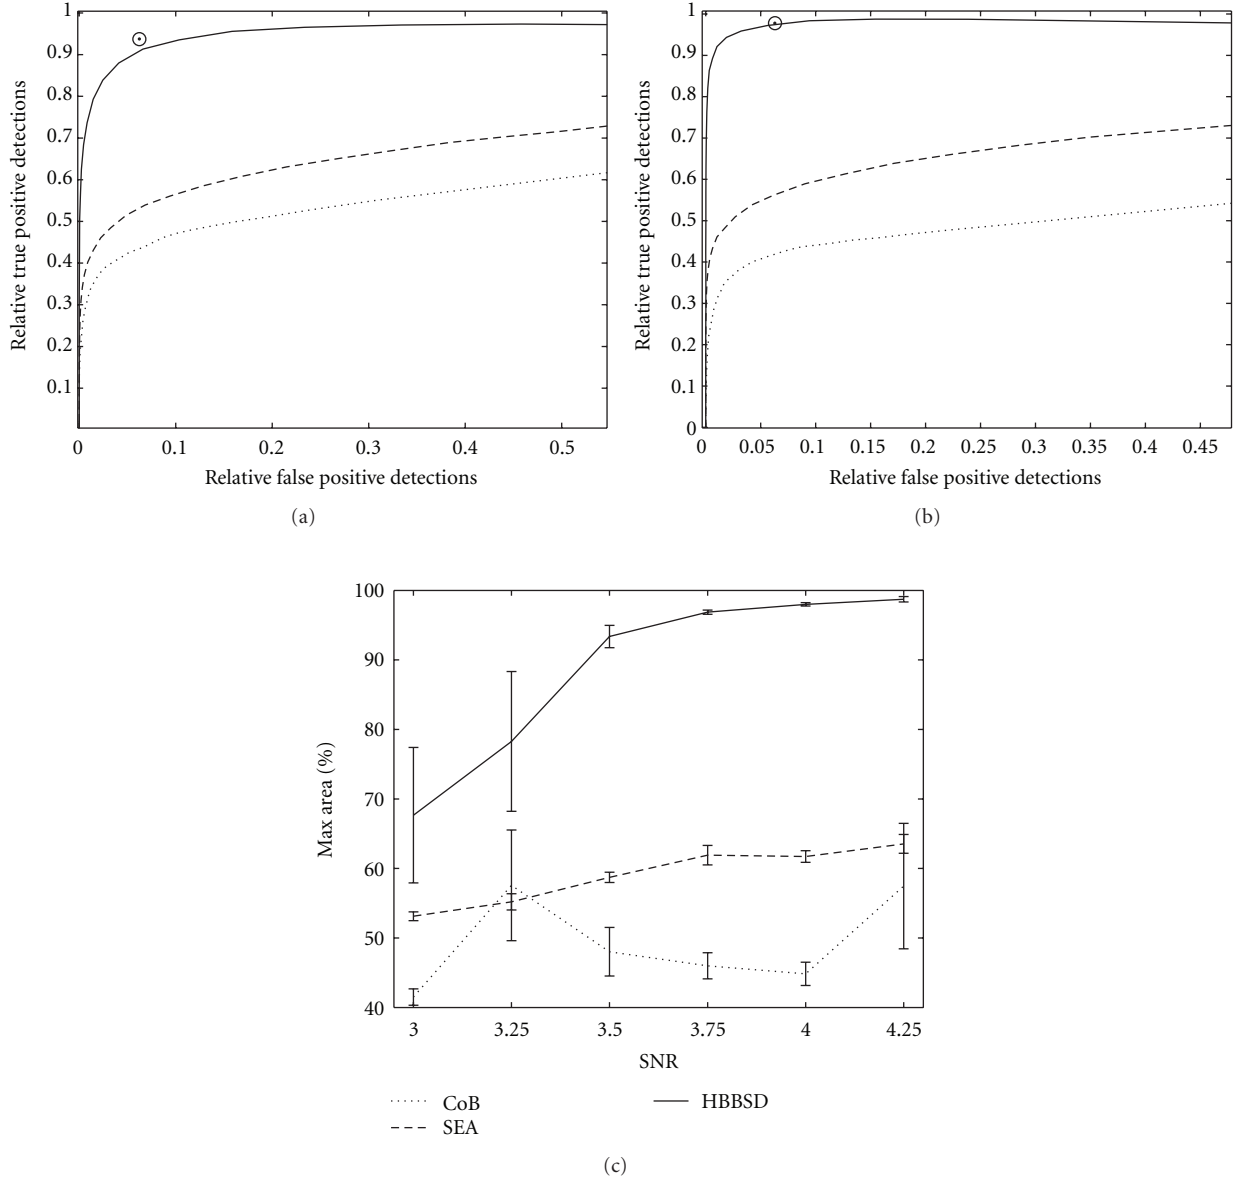 1
0.9
0.8
0.7
0.6
0.5
0.4
0.3
0.2
0.1
0 0.1 0.2 0.3 0.4 0.5
Relative true positive detections
Relative false positive detections
(a)
1
0.9
0.8
0.7
0.6
0.5
0.4
0.3
0.2
0.1
0
0 0.05 0.1 0.15 0.2 0.25 0.3 0.35 0.4 0.45
Relative true positive detections
Relative false positive detections
(b)
100
90
80
70
60
50
40
3 3.25 3.5 3.75 4 4.25
Max area (%)
SNR
CoB
SEA
HBBSD
(c)